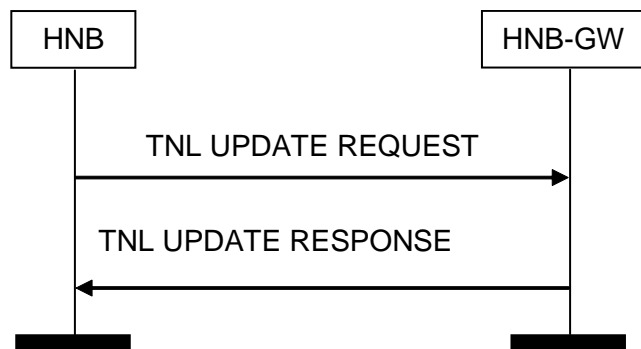 HNB
HNB-GW
TNL UPDATE REQUEST
TNL UPDATE RESPONSE